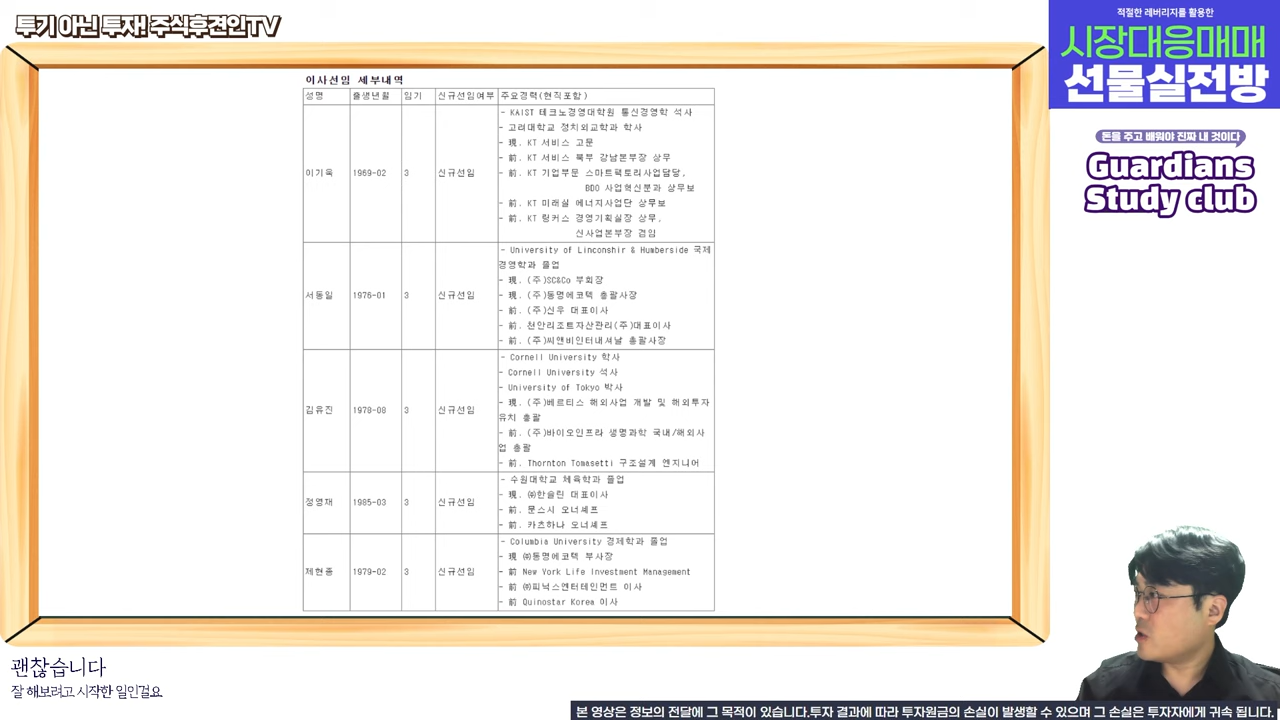 투기 아닌 투재! 주식후견인TV
적절한 레버리지를 활용한
시장대응매매
선물실전방
돈을 주고 배워야 진짜 내 것이다
Guardians
Study club
이사선임 세부내역
성명 출생년월 임기 신규선임여부 주요경력(현직포함)
이기욱 1969-02 3 신규선임
- KAIST 테크노경영대학원 통신경영학 석사
- 고려대학교 정치외교학과 학사
- 現. KT 서비스 고문
- 前. KT 서비스 북부 강남본부장 상무
- 前. KT 기업부문 스마트팩토리사업담당,
BDO 사업혁신분과 상무보
- 前. KT 미래실 에너지사업단 상무보
- 前. KT 링커스 경영기획실장 상무,
신사업본부장 겸임
서동일 1976-01 3 신규선임
- University of Linconshir & Humberside 국제
경영학과 졸업
- 現. (주)SC&Co 부회장
- 現. (주)동명에코텍 총괄사장
- 前. (주)신우 대표이사
- 前. 천안리조트자산관리(주)대표이사
- 前. (주)씨앤비인터내셔날 총괄사장
김유진 1978-08 3 신규선임
- Cornell University 학사
- Cornell University 석사
- University of Tokyo 박사
- 現. (주)베르티스 해외사업 개발 및 해외투자
유치 총괄
- 前. (주)바이오인프라 생명과학 국내/해외사
업 총괄
- 前. Thornton Tomasetti 구조설계 엔지니어
정영재 1985-03 3 신규선임
- 수원대학교 체육학과 졸업
- 現. ㈜한술린 대표이사
- 前. 문스시 오너셰프
- 前. 카츠하나 오너셰프
제현종 1979-02 3 신규선임
- Columbia University 경제학과 졸업
- 現 ㈜동명에코텍 부사장
- 前 New York Life Investment Management
- 前 ㈜피닉스엔터테인먼트 이사
- 前 Quinostar Korea 이사
괜찮습니다
잘 해보려고 시작한 일인걸요
본 영상은 정보의 전달에 그 목적이 있습니다.투자 결과에 따라 투자원금의 손실이 발생할 수 있으며 그 손실은 투자자에게 귀속 됩니다.